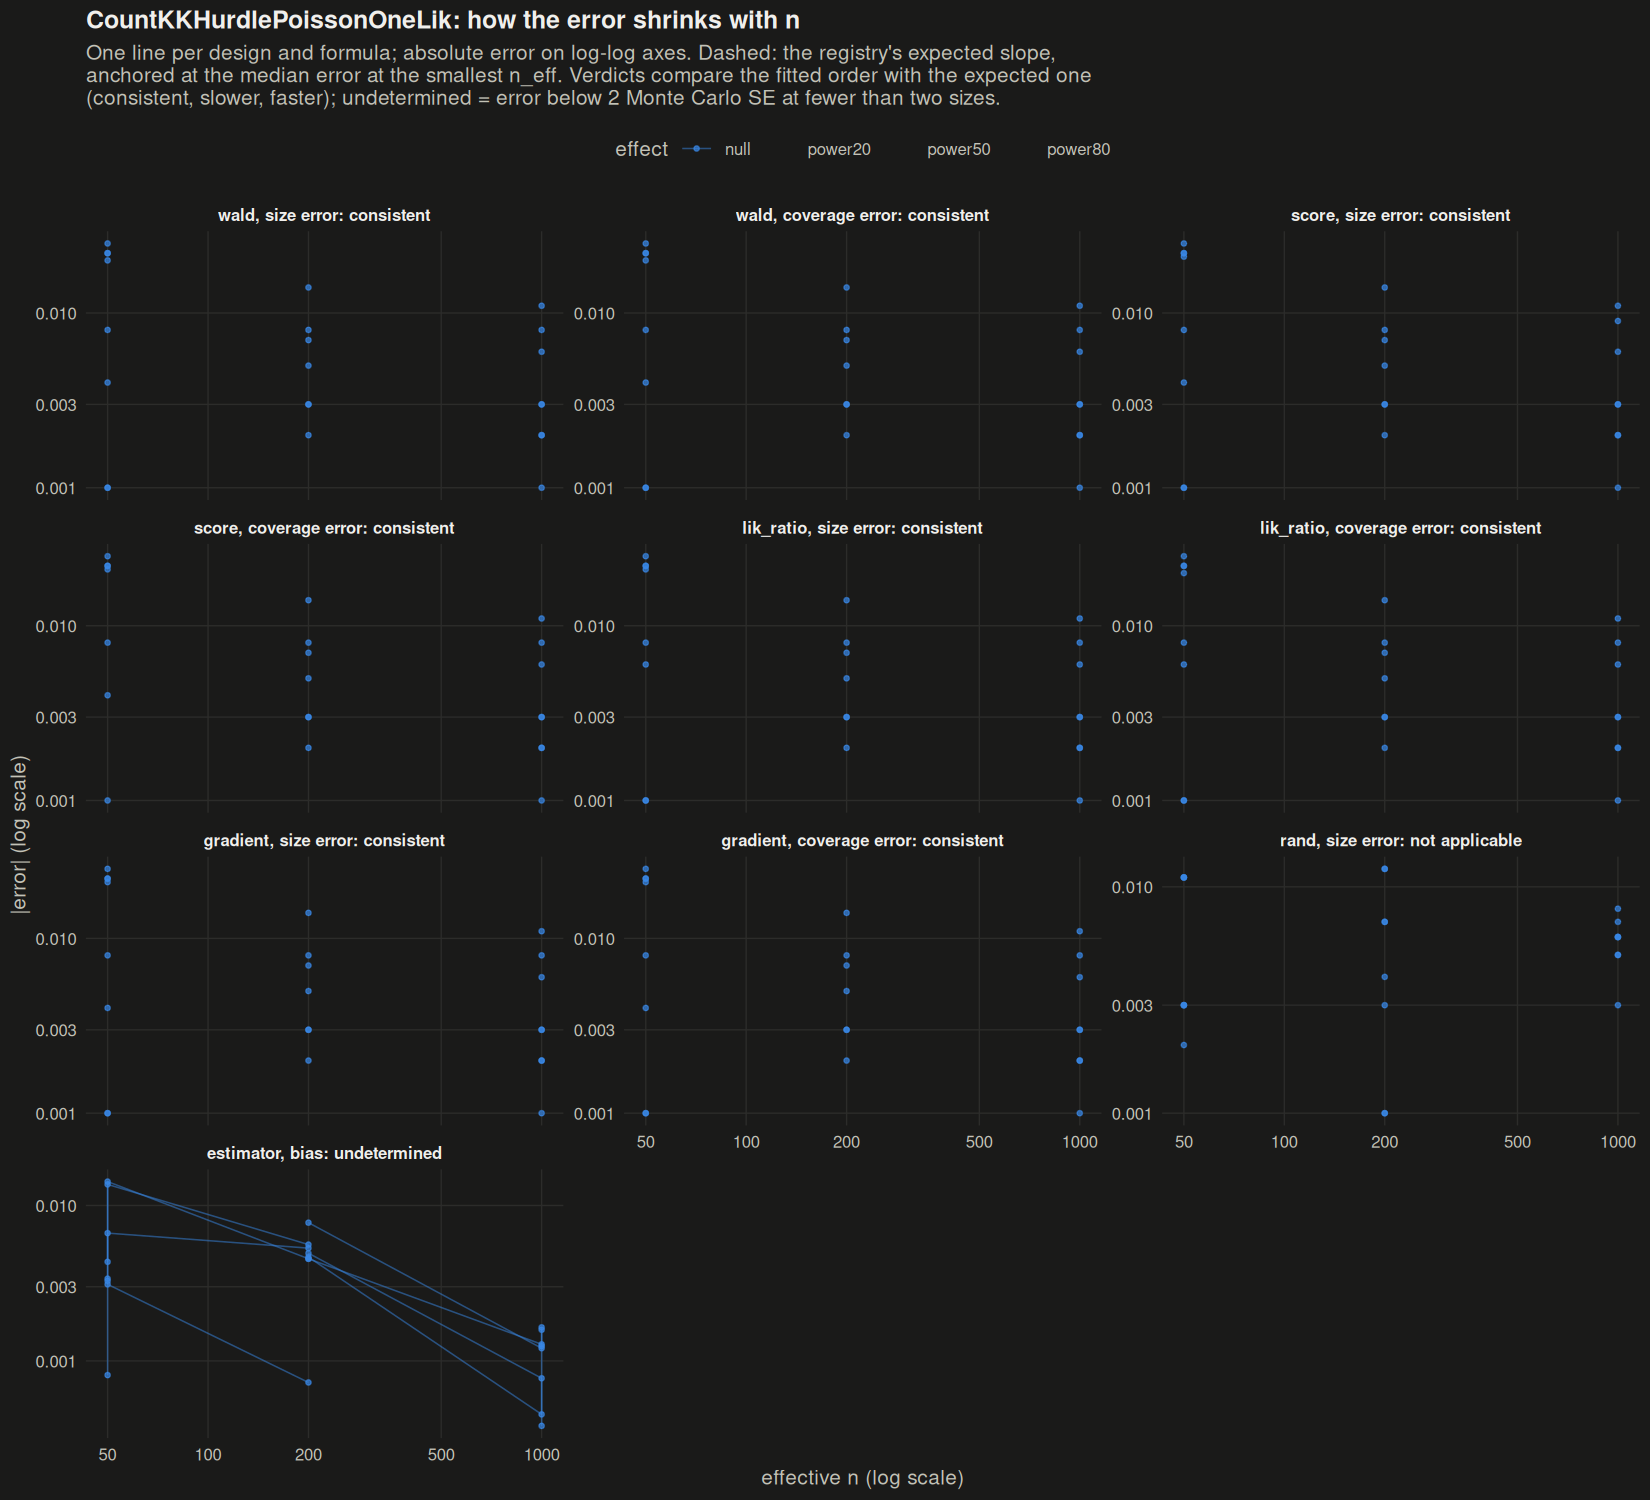 CountKKHurdlePoissonOneLik: how the error shrinks with n
One line per design and formula; absolute error on log-log axes. Dashed: the registry's expected slope,
anchored at the median error at the smallest n_eff. Verdicts compare the fitted order with the expected one
(consistent, slower, faster); undetermined = error below 2 Monte Carlo SE at fewer than two sizes.
effect null power20 power50 power80
wald, size error: consistent
wald, coverage error: consistent
score, size error: consistent
0.010
0.003
0.001
0.010
0.003
0.001
0.010
0.003
0.001
score, coverage error: consistent
lik_ratio, size error: consistent
lik_ratio, coverage error: consistent
0.010
0.003
0.001
0.010
0.003
0.001
0.010
0.003
0.001
gradient, size error: consistent
gradient, coverage error: consistent
rand, size error: not applicable
0.010
0.003
0.001
0.010
0.003
0.001
50 100 200 500 1000
0.010
0.003
0.001
50 100 200 500 1000
estimator, bias: undetermined
0.010
0.003
0.001
50 100 200 500 1000
|error| (log scale)
effective n (log scale)